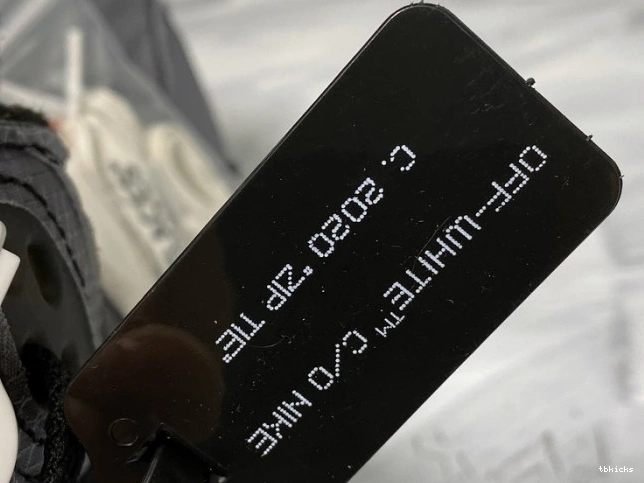 OFF-WHITE™ C/O NIKE
C. 2020 "ZIP TIE"
tbkicks